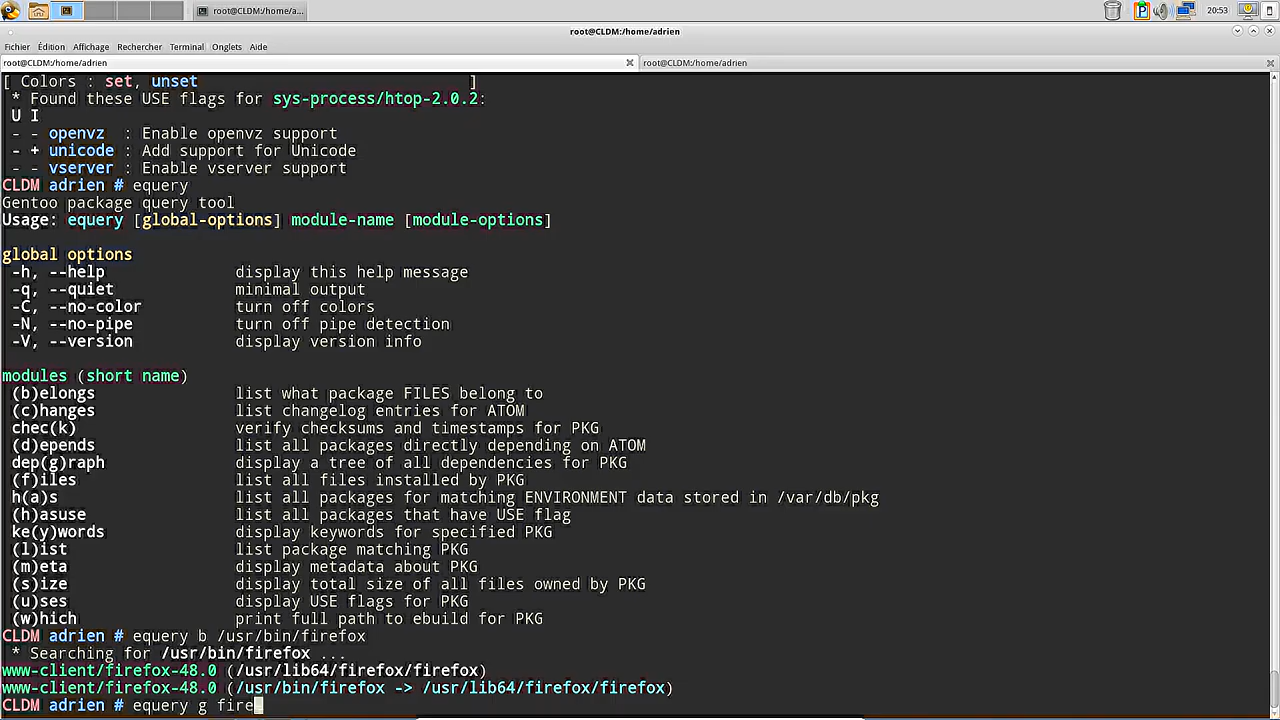 root@CLDM:/home/a...
20:53
root@CLDM:/home/adrien
Fichier Édition Affichage Rechercher Terminal Onglets Aide
root@CLDM:/home/adrien root@CLDM:/home/adrien
[ Colors : set, unset ]
* Found these USE flags for sys-process/htop-2.0.2:
U I
- - openvz : Enable openvz support
- + unicode : Add support for Unicode
- - vserver : Enable vserver support
CLDM adrien # equery
Gentoo package query tool
Usage: equery [global-options] module-name [module-options]
global options
-h, --help display this help message
-q, --quiet minimal output
-C, --no-color turn off colors
-N, --no-pipe turn off pipe detection
-V, --version display version info
modules (short name)
(b)elongs list what package FILES belong to
(c)hanges list changelog entries for ATOM
chec(k) verify checksums and timestamps for PKG
(d)epends list all packages directly depending on ATOM
dep(g)raph display a tree of all dependencies for PKG
(f)iles list all files installed by PKG
h(a)s list all packages for matching ENVIRONMENT data stored in /var/db/pkg
(h)asuse list all packages that have USE flag
ke(y)words display keywords for specified PKG
(l)ist list package matching PKG
(m)eta display metadata about PKG
(s)ize display total size of all files owned by PKG
(u)ses display USE flags for PKG
(w)hich print full path to ebuild for PKG
CLDM adrien # equery b /usr/bin/firefox
* Searching for /usr/bin/firefox ...
www-client/firefox-48.0 (/usr/lib64/firefox/firefox)
www-client/firefox-48.0 (/usr/bin/firefox -> /usr/lib64/firefox/firefox)
CLDM adrien # equery g fire